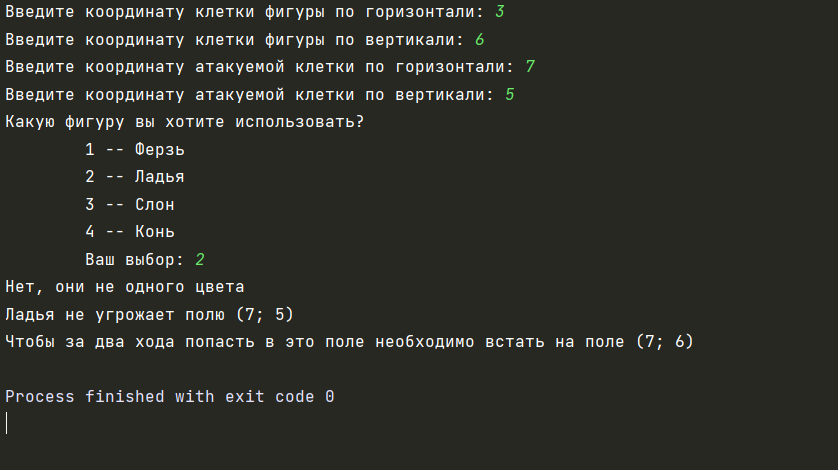 Введите координату клетки фигуры по горизонтали: 3
Введите координату клетки фигуры по вертикали: 6
Введите координату атакуемой клетки по горизонтали: 7
Введите координату атакуемой клетки по вертикали: 5
Какую фигуру вы хотите использовать?
1 -- Ферзь
2 -- Ладья
3 -- Слон
4 -- Конь
Ваш выбор: 2
Нет, они не одного цвета
Ладья не угрожает полю (7; 5)
Чтобы за два хода попасть в это поле необходимо встать на поле (7; 6)
Process finished with exit code 0